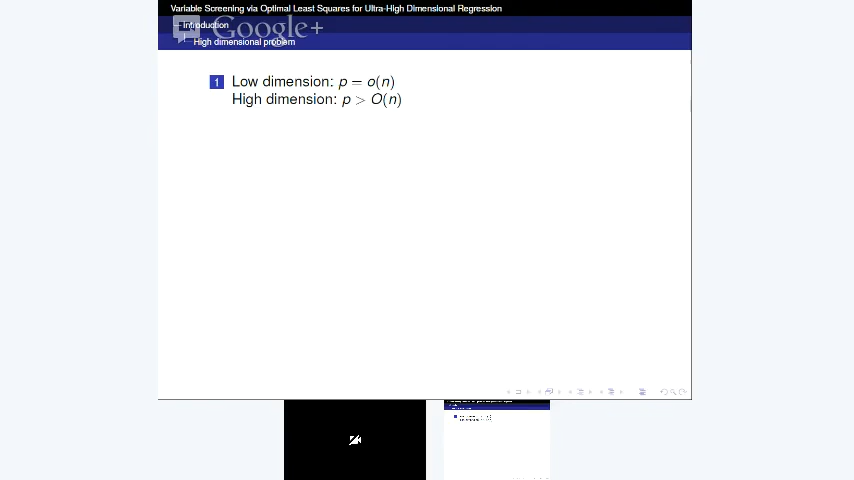 Variable Screening via Optimal Least Squares for Ultra-High Dimensional Regression
Introduction
Google+
High dimensional problem
1 Low dimension: p = o(n)
High dimension: p > O(n)